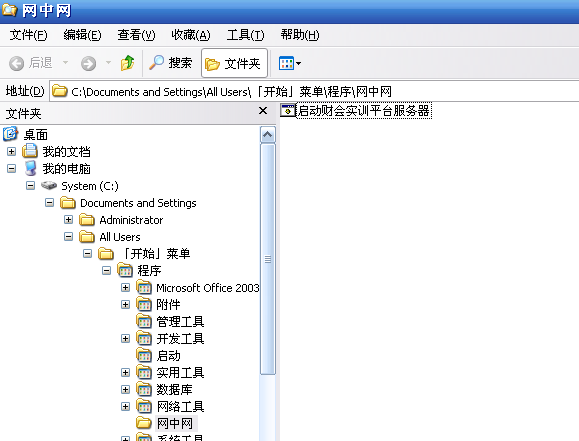 网中网
文件(F) 编辑(E) 查看(V) 收藏(A) 工具(T) 帮助(H)
后退 搜索 文件夹
地址(D) C:\Documents and Settings\All Users\「开始」菜单\程序\网中网
文件夹
启动财会实训平台服务器
桌面
我的文档
我的电脑
System (C:)
Documents and Settings
Administrator
All Users
「开始」菜单
程序
Microsoft Office 2003
附件
管理工具
开发工具
启动
实用工具
数据库
网络工具
网中网
系统工具